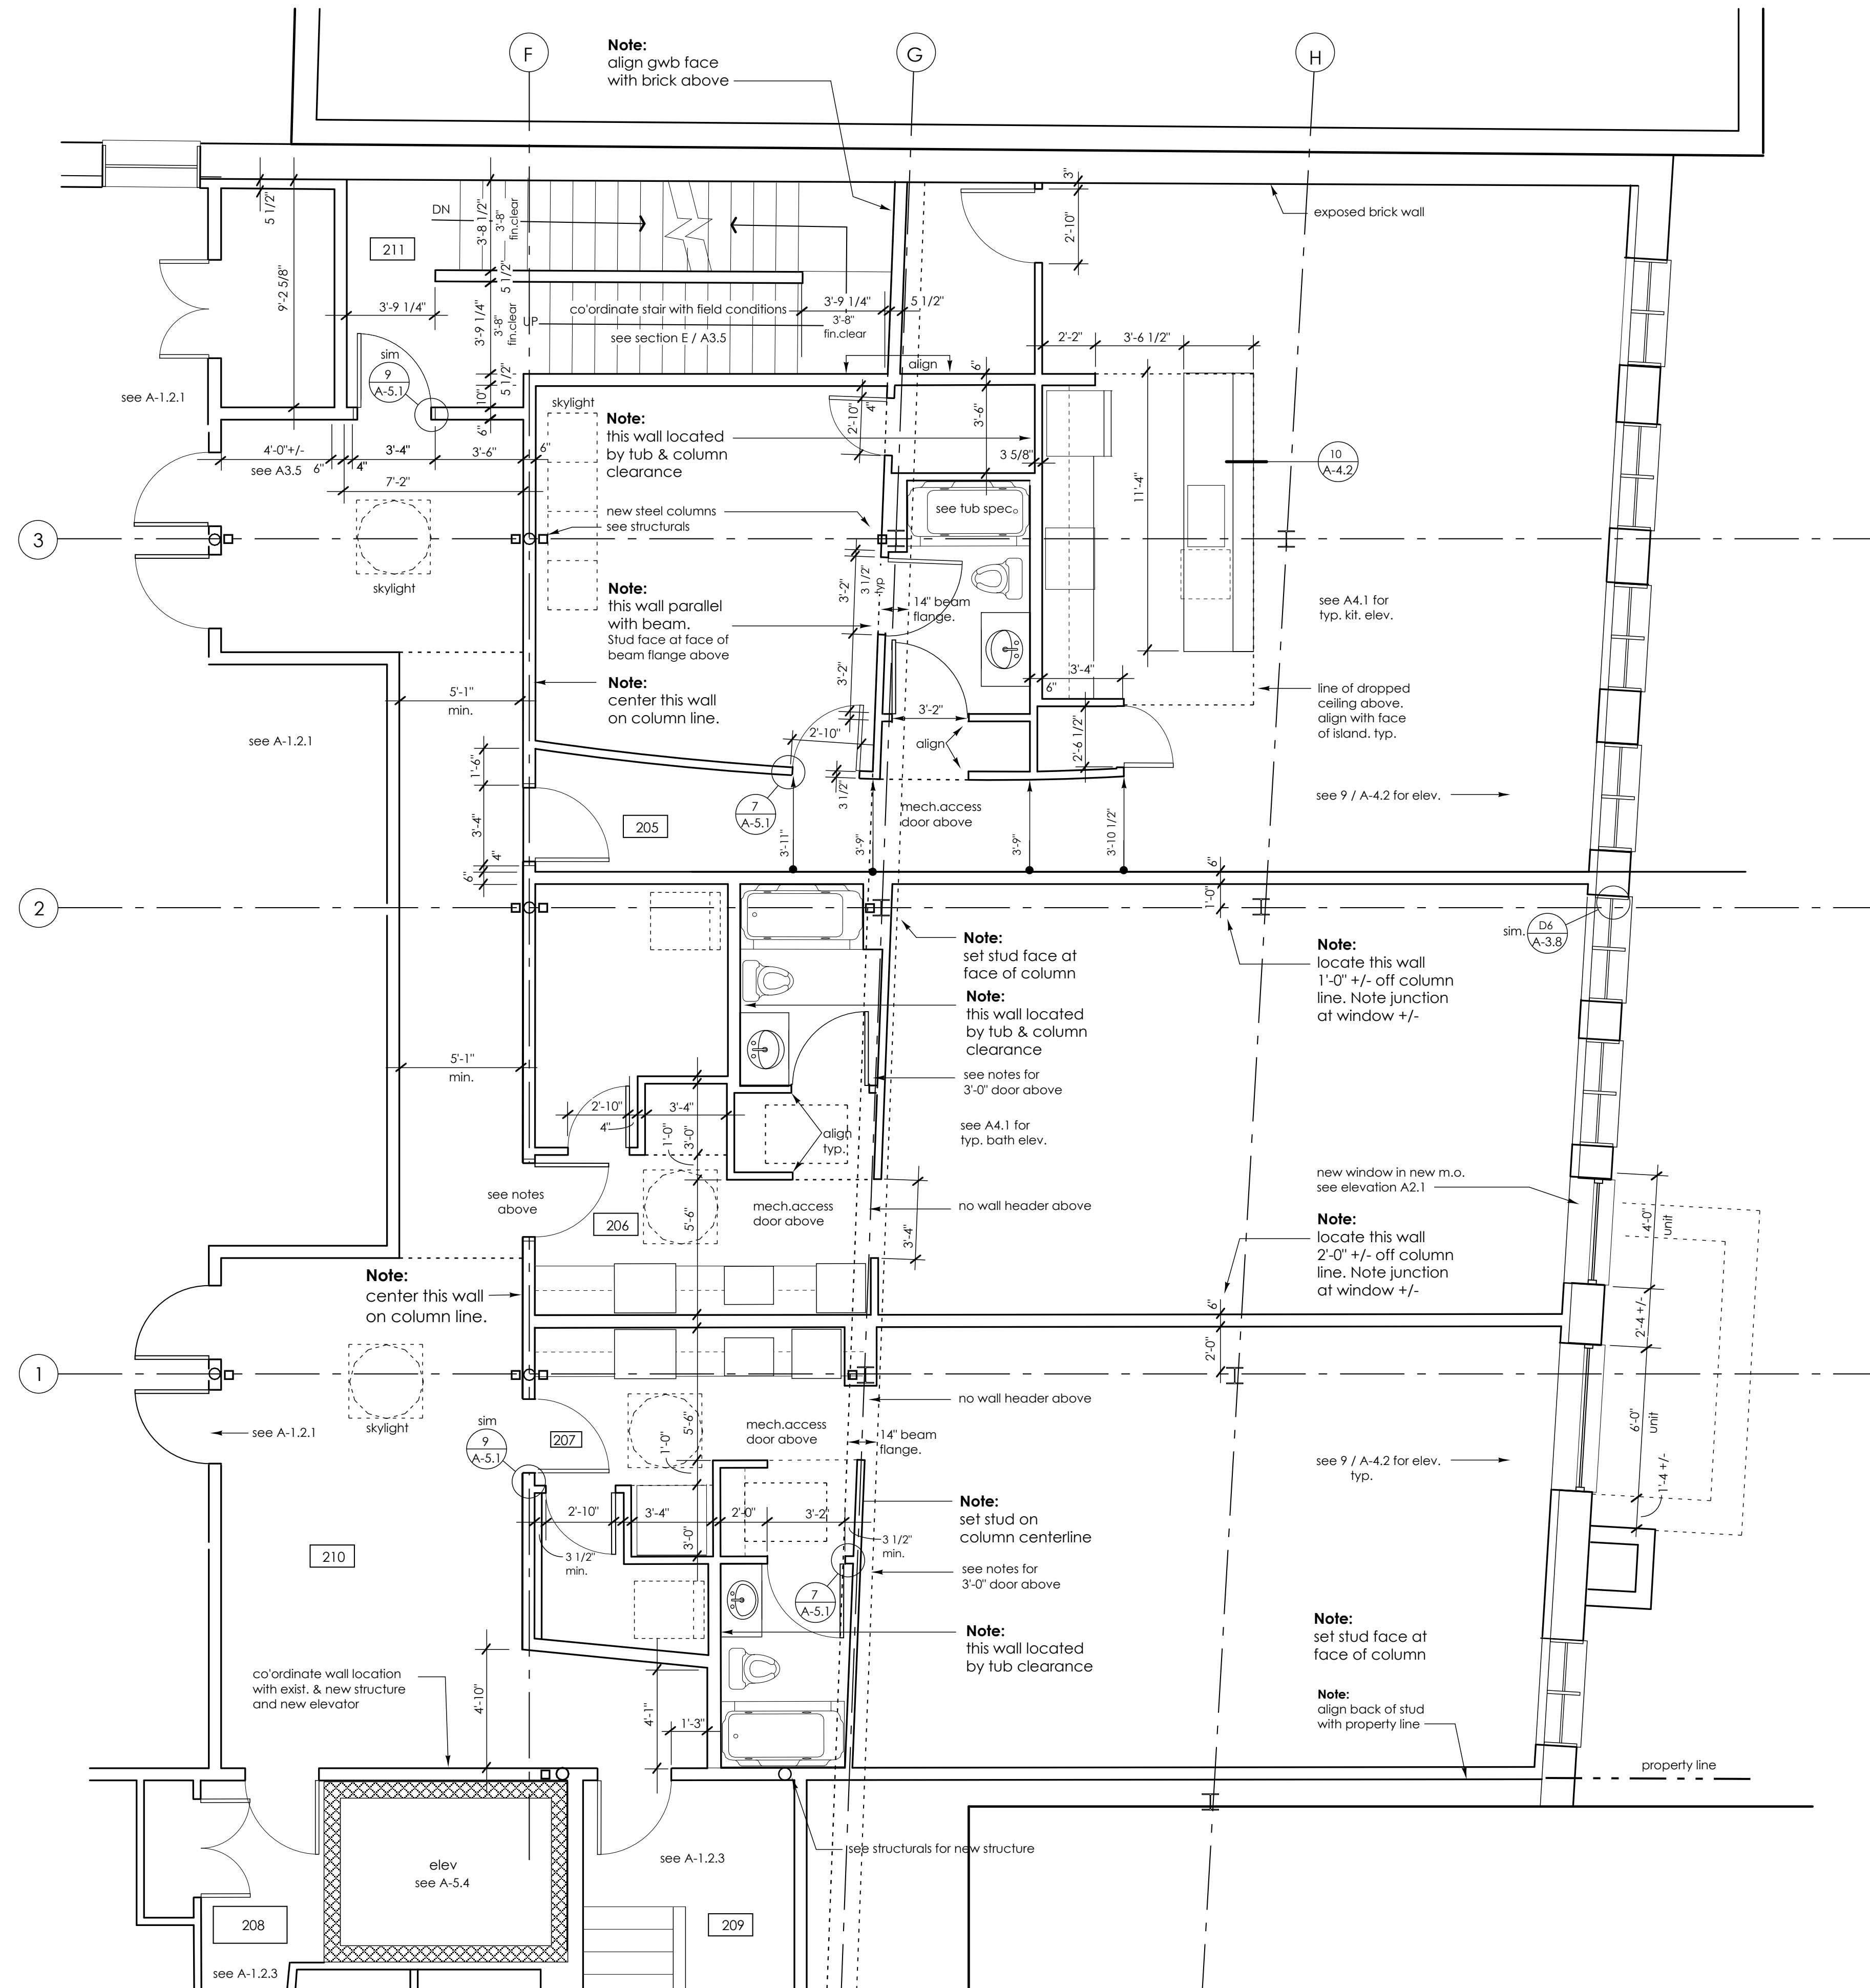 F
G
H
Note:
align gwb face
with brick above
3"
2'-10"
exposed brick wall
5 1/2"
9'-2 5/8"
DN
211
3'-8 1/2"
3'-8"
fin.clear
5 1/2"
3'-9 1/4"
3'-9 1/4"
3'-8"
fin.clear
UP
co'ordinate stair with field conditions
see section E / A3.5
3'-9 1/4"
3'-8"
fin.clear
5 1/2"
align
6"
2'-2"
3'-6 1/2"
sim
9
A-5.1
10"
5 1/2"
6"
see A-1.2.1
skylight
Note:
this wall located
by tub & column
clearance
2'-10"
4"
3'-6"
3 5/8"
11'-4"
10
A-4.2
4'-0"+/-
see A3.5
6"
4"
3'-4"
3'-6"
6"
7'-2"
new steel columns
see structurals
see tub spec.
3
skylight
Note:
this wall parallel
with beam.
Stud face at face of
beam flange above
3'-2"
3 1/2"
typ
14" beam
flange.
see A4.1 for
typ. kit. elev.
Note:
center this wall
on column line.
3'-2"
3'-4"
6"
line of dropped
ceiling above.
align with face
of island. typ.
5'-1"
min.
3'-2"
align
2'-10"
2'-6 1/2"
see A-1.2.1
1'-6"
3'-4"
4"
6"
205
7
A-5.1
3 1/2"
mech.access
door above
3'-11"
3'-9"
3'-9"
3'-10 1/2"
see 9 / A-4.2 for elev.
6"
1'-0"
2
sim.
D6
A-3.8
Note:
set stud face at
face of column
Note:
this wall located
by tub & column
clearance
Note:
locate this wall
1'-0" +/- off column
line. Note junction
at window +/-
see notes for
3'-0" door above
5'-1"
min.
2'-10"
4"
3'-4"
1'-0"
3'-0"
align
typ.
see A4.1 for
typ. bath elev.
new window in new m.o.
see elevation A2.1
see notes
above
206
5'-6"
mech.access
door above
no wall header above
3'-4"
4'-0"
unit
Note:
locate this wall
2'-0" +/- off column
line. Note junction
at window +/-
Note:
center this wall
on column line.
6"
2'-0"
2'-4 +/-
1
skylight
see A-1.2.1
sim
9
A-5.1
207
5'-6"
1'-0"
mech.access
door above
no wall header above
14" beam
flange.
6'-0"
unit
1'-4 +/-
see 9 / A-4.2 for elev.
typ.
2'-10"
3'-4"
2'-0"
3'-2"
3'-0"
3 1/2"
min.
3 1/2"
min.
Note:
set stud on
column centerline
see notes for
3'-0" door above
210
7
A-5.1
Note:
this wall located
by tub clearance
Note:
set stud face at
face of column
Note:
align back of stud
with property line
property line
co'ordinate wall location
with exist. & new structure
and new elevator
4'-10"
4'-1"
1'-3"
see structurals for new structure
see A-1.2.3
elev
see A-5.4
208
209
see A-1.2.3